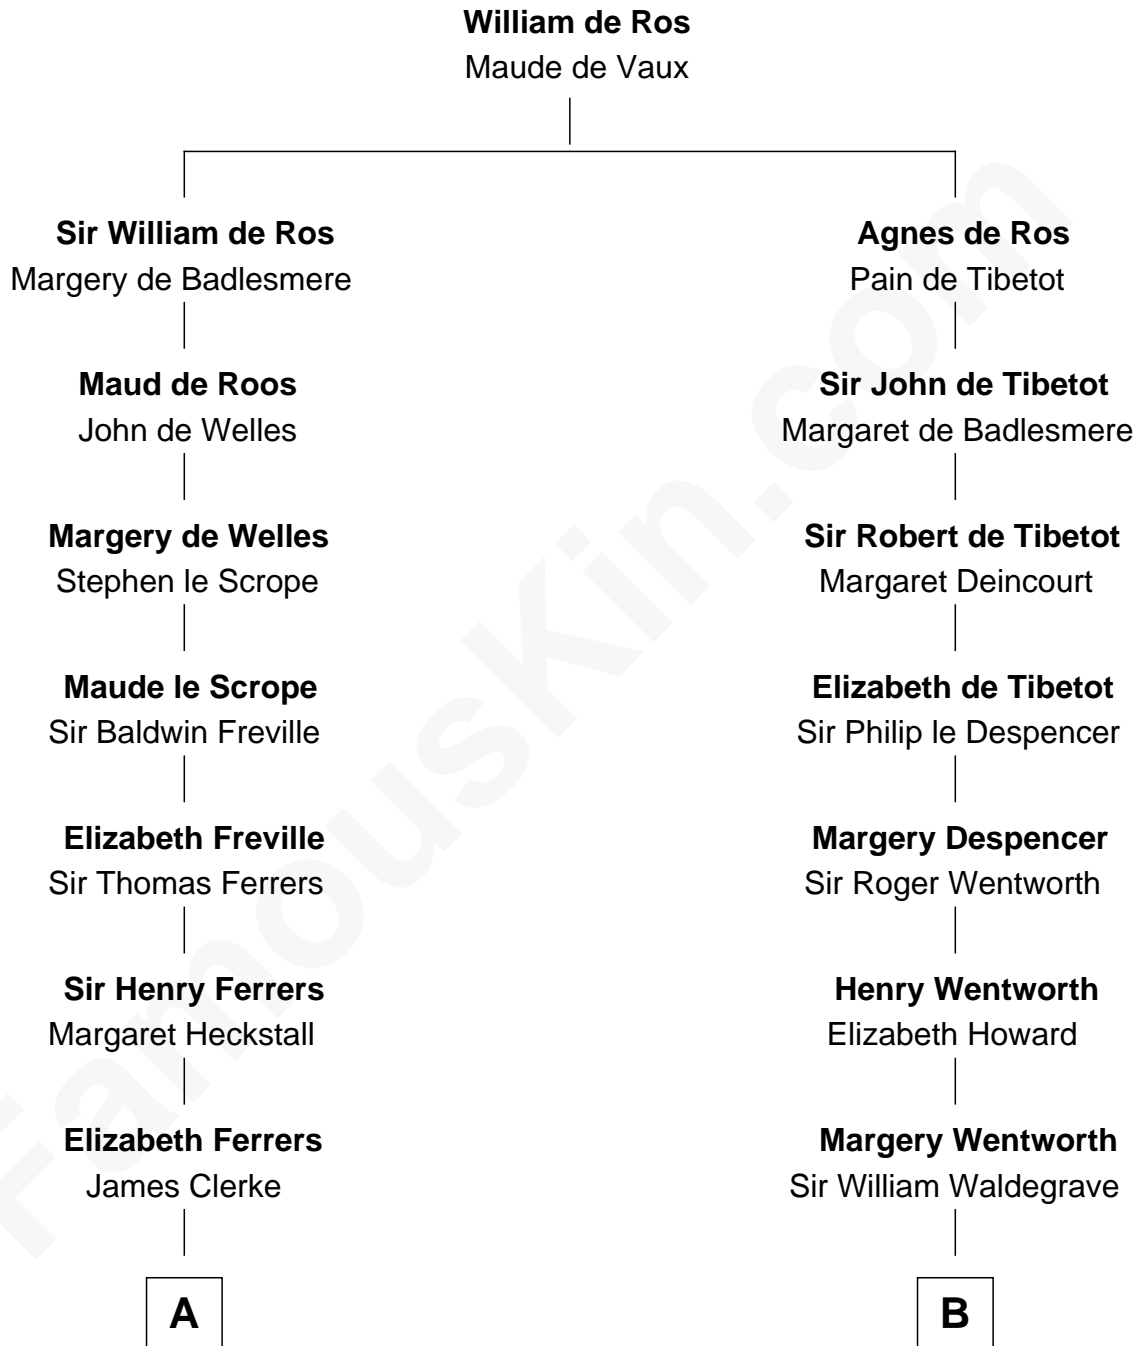 William de Ros
Maude de Vaux
Sir William de Ros
Margery de Badlesmere
Agnes de Ros
Pain de Tibetot
Maud de Roos
John de Welles
Sir John de Tibetot
Margaret de Badlesmere
Margery de Welles
Stephen le Scrope
Sir Robert de Tibetot
Margaret Deincourt
Maude le Scrope
Sir Baldwin Freville
Elizabeth de Tibetot
Sir Philip le Despencer
Elizabeth Freville
Sir Thomas Ferrers
Margery Despencer
Sir Roger Wentworth
Sir Henry Ferrers
Margaret Heckstall
Henry Wentworth
Elizabeth Howard
Elizabeth Ferrers
James Clerke
Margery Wentworth
Sir William Waldegrave
A
B
FamousKin.com